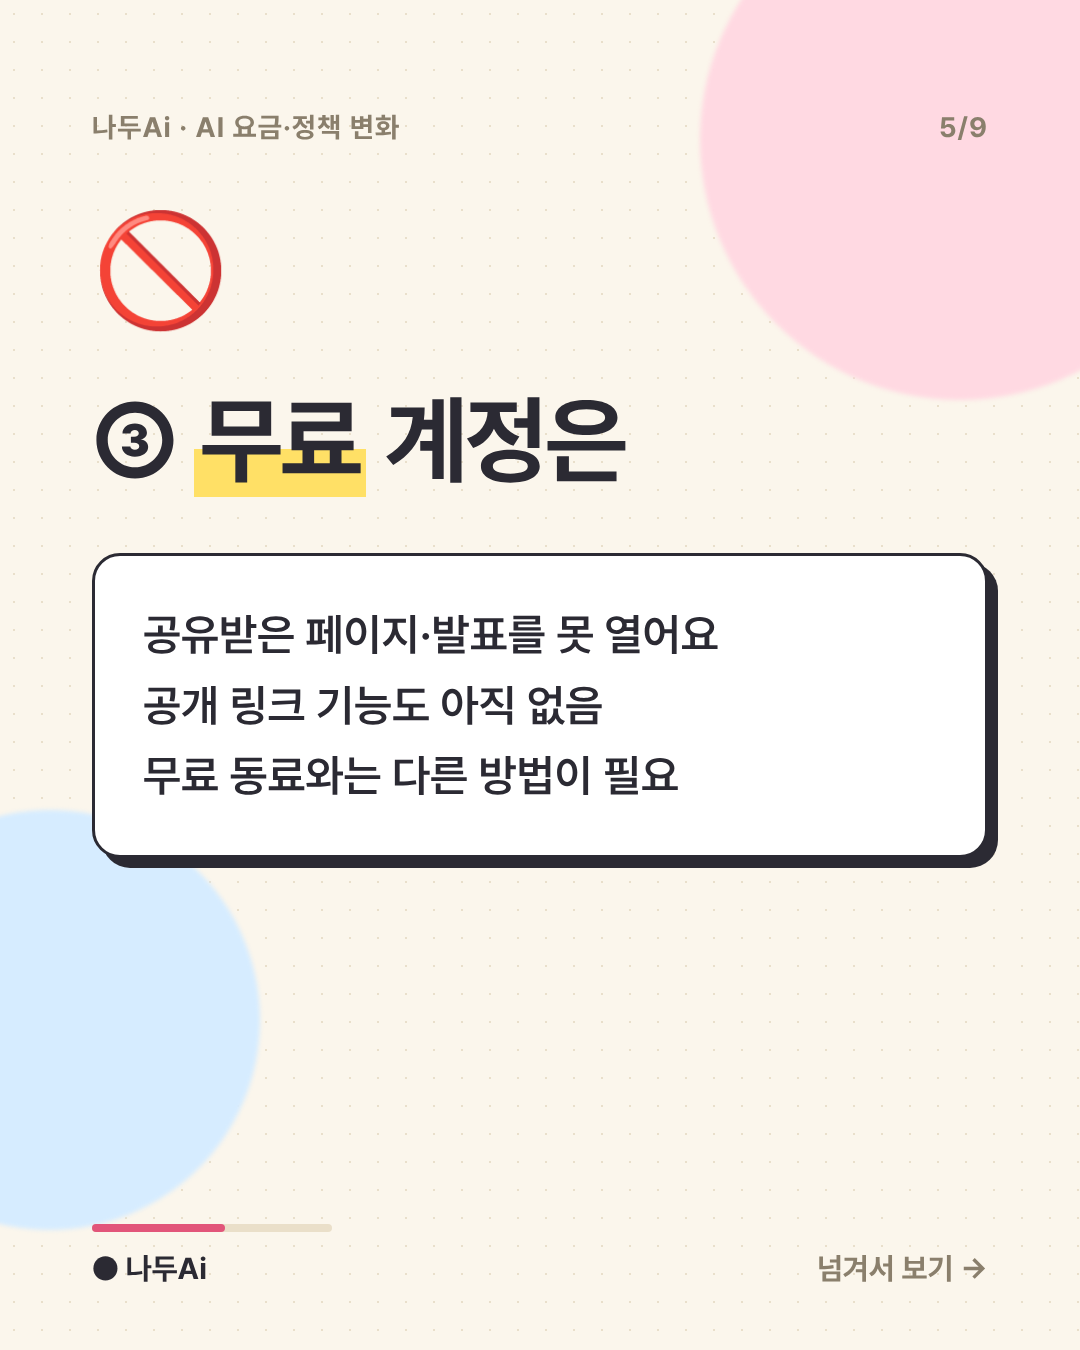 나두Ai · AI 요금·정책 변화
5/9
③ 무료 계정은
공유받은 페이지·발표를 못 열어요
공개 링크 기능도 아직 없음
무료 동료와는 다른 방법이 필요
나두Ai
넘겨서 보기 →